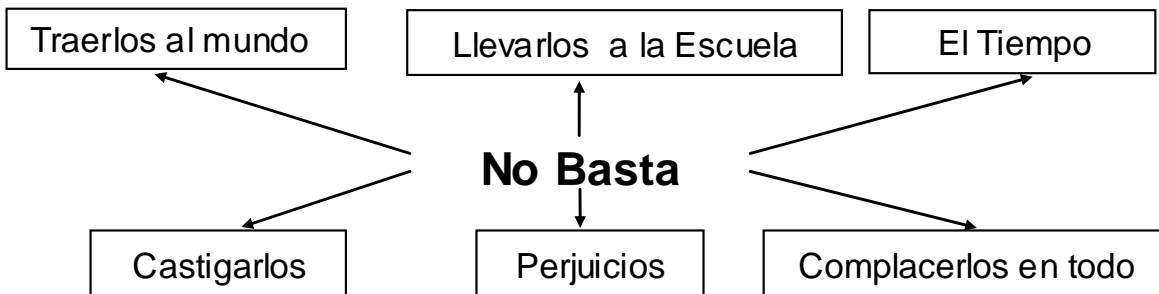 Traerlos al mundo
Llevarlos a la Escuela
El Tiempo
No Basta
Castigarlos
Perjuicios
Complacerlos en todo